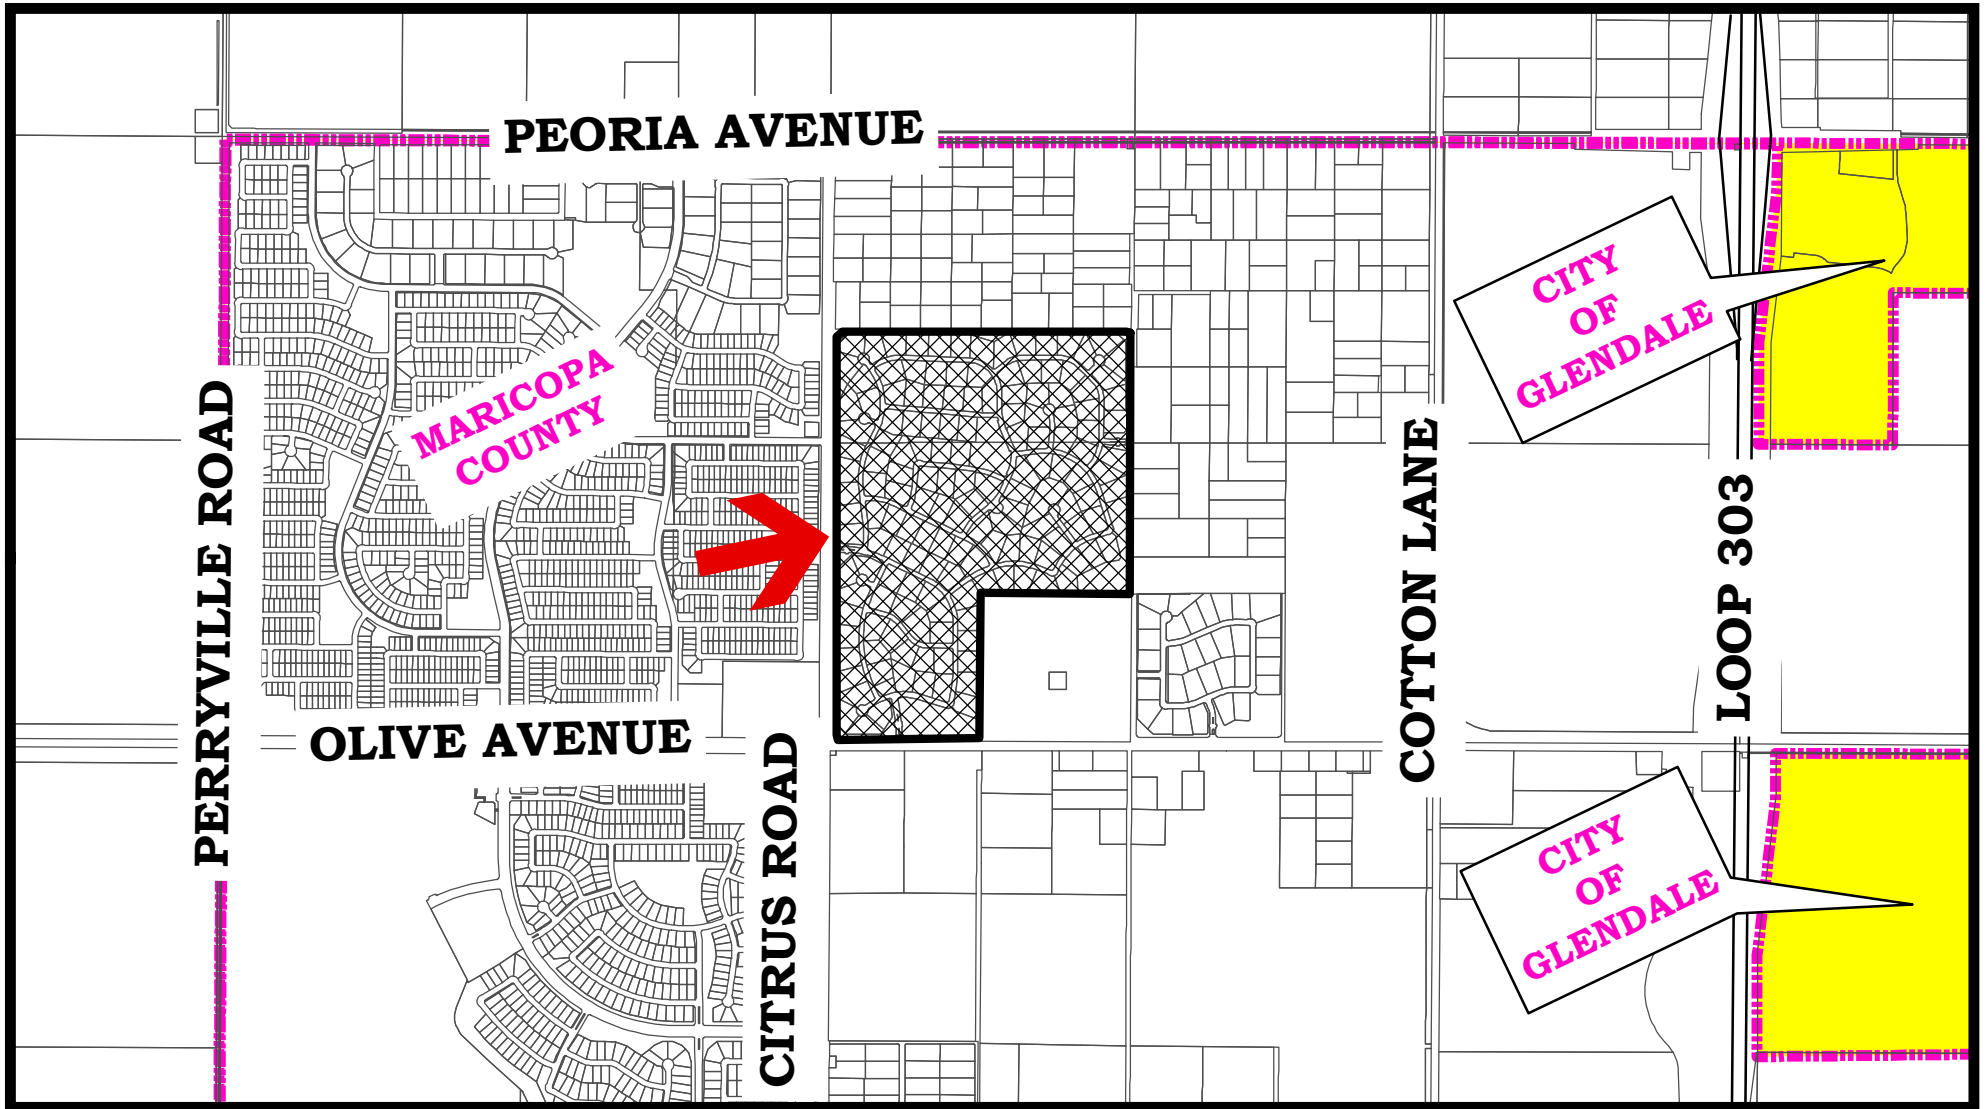 PEORIA AVENUE
CITY
OF
GLENDALE
MARICOPA
COUNTY
PERRYVILLE ROAD
COTTON LANE
LOOP 303
OLIVE AVENUE
CITRUS ROAD
CITY
OF
GLENDALE